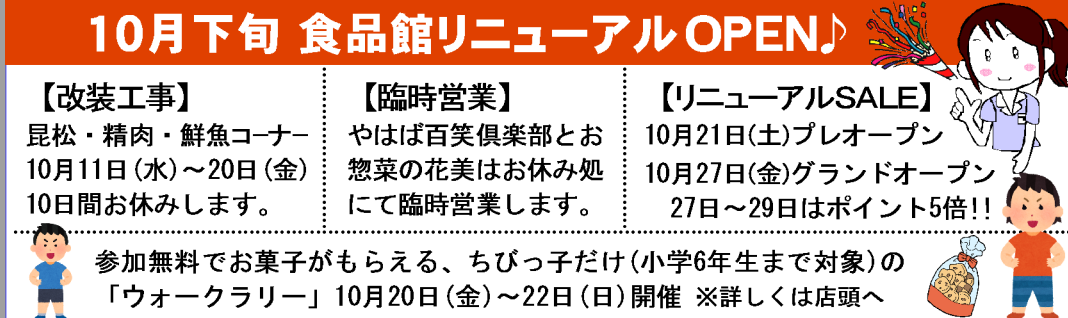 10月下旬 食品館リニューアルOPEN♪
【改装工事】
昆松・精肉・鮮魚コーナー
10月11日(水)～20日(金)
10日間お休みします。
【臨時営業】
やはば百笑倶楽部とお
惣菜の花美はお休み処
にて臨時営業します。
【リニューアルSALE】
10月21日(土)プレオープン
10月27日(金)グランドオープン
27日～29日はポイント5倍!!
参加無料でお菓子がもらえる、ちびっ子だけ(小学6年生まで対象)の
「ウォークラリー」10月20日(金)～22日(日)開催 ※詳しくは店頭へ